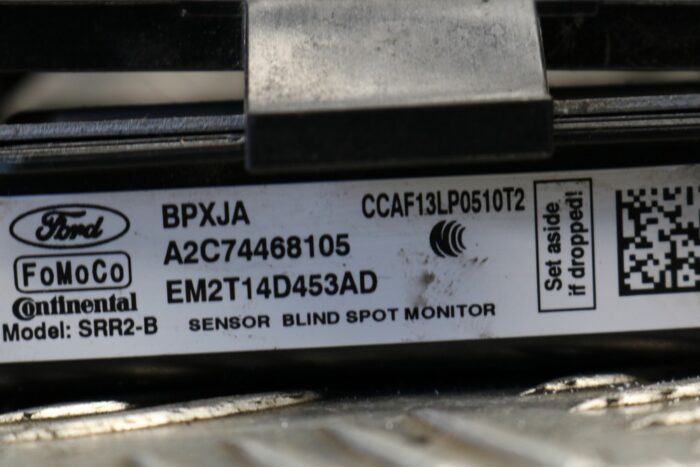 Ford
FoMoCo
Continental
Model: SRR2-B
BPXJA
A2C74468105
EM2T14D453AD
SENSOR BLIND SPOT MONITOR
CCAF13LP0510T2
Set aside
if dropped!